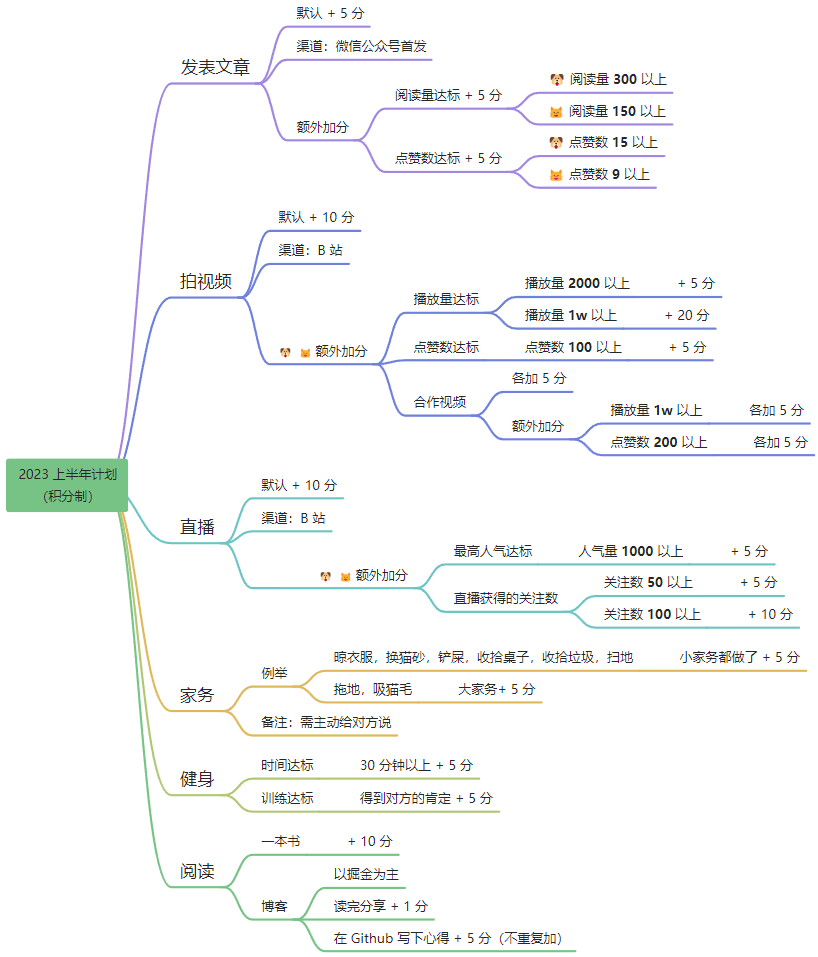 2023 上半年计划
（积分制）
发表文章
默认 + 5 分
渠道：微信公众号首发
额外加分
阅读量达标 + 5 分
🐶 阅读量 300 以上
🐱 阅读量 150 以上
点赞数达标 + 5 分
🐶 点赞数 15 以上
🐱 点赞数 9 以上
拍视频
默认 + 10 分
渠道：B 站
🐶 🐱 额外加分
播放量达标
播放量 2000 以上 + 5 分
播放量 1w 以上 + 20 分
点赞数达标 点赞数 100 以上 + 5 分
合作视频
各加 5 分
额外加分
播放量 1w 以上 各加 5 分
点赞数 200 以上 各加 5 分
直播
默认 + 10 分
渠道：B 站
🐶 🐱 额外加分
最高人气达标 人气量 1000 以上 + 5 分
直播获得的关注数
关注数 50 以上 + 5 分
关注数 100 以上 + 10 分
家务
例举
晾衣服，换猫砂，铲屎，收拾桌子，收拾垃圾，扫地 小家务都做了 + 5 分
拖地，吸猫毛 大家务+ 5 分
备注：需主动给对方说
健身
时间达标 30 分钟以上 + 5 分
训练达标 得到对方的肯定 + 5 分
阅读
一本书 + 10 分
博客
以掘金为主
读完分享 + 1 分
在 Github 写下心得 + 5 分（不重复加）